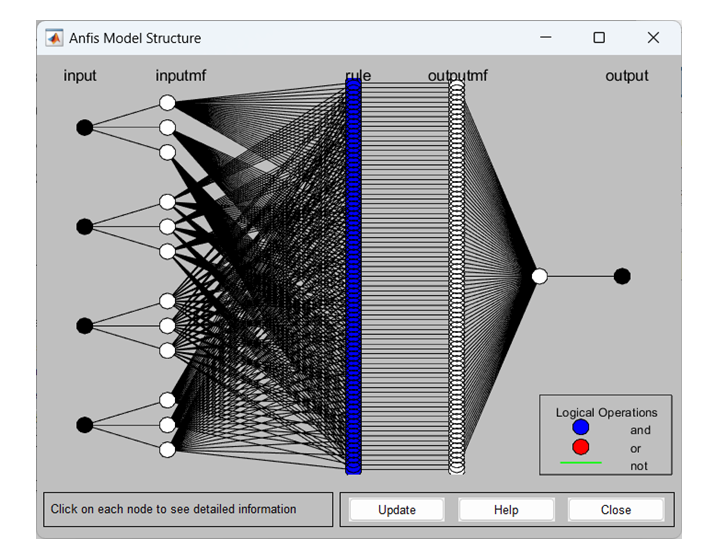 Anfis Model Structure
input inputmf rule outputmf output
Logical Operations
and
or
not
Click on each node to see detailed information
Update Help Close